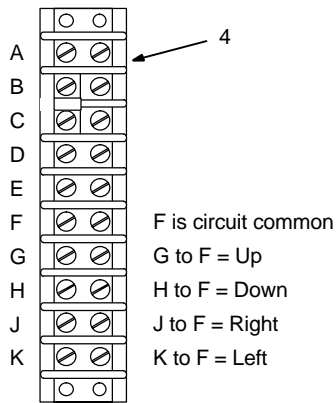 4
A
B
C
D
E
F F is circuit common
G G to F = Up
H H to F = Down
J J to F = Right
K K to F = Left